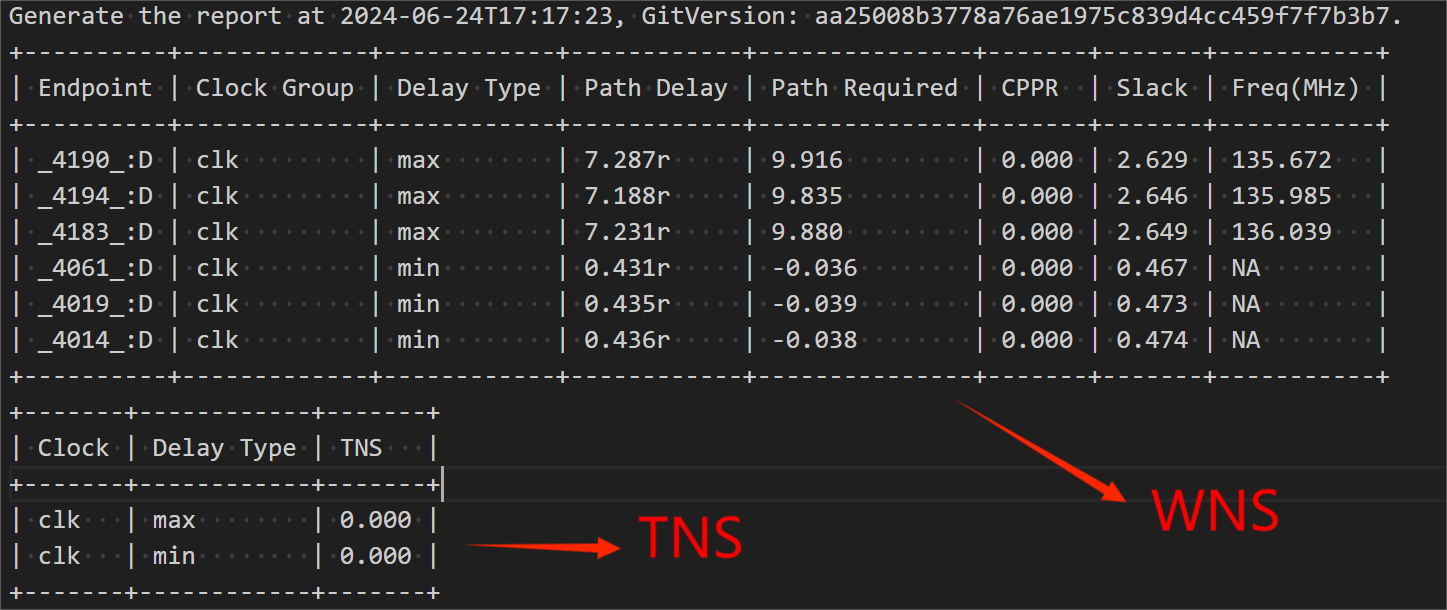 Generate the report at 2024-06-24T17:17:23, GitVersion: aa25008b3778a76ae1975c839d4cc459f7f7b3b7.
+----------+-------------+------------+------------+---------------+-------+-------+-----------+
| Endpoint | Clock Group | Delay Type | Path Delay | Path Required | CPPR  | Slack | Freq(MHz) |
+----------+-------------+------------+------------+---------------+-------+-------+-----------+
| _4190_:D | clk         | max        | 7.287r     | 9.916         | 0.000 | 2.629 | 135.672   |
| _4194_:D | clk         | max        | 7.188r     | 9.835         | 0.000 | 2.646 | 135.985   |
| _4183_:D | clk         | max        | 7.231r     | 9.880         | 0.000 | 2.649 | 136.039   |
| _4061_:D | clk         | min        | 0.431r     | -0.036        | 0.000 | 0.467 | NA        |
| _4019_:D | clk         | min        | 0.435r     | -0.039        | 0.000 | 0.473 | NA        |
| _4014_:D | clk         | min        | 0.436r     | -0.038        | 0.000 | 0.474 | NA        |
+----------+-------------+------------+------------+---------------+-------+-------+-----------+
+-------+------------+-------+
| Clock | Delay Type | TNS   |
+-------+------------+-------+
| clk   | max        | 0.000 |
| clk   | min        | 0.000 |
+-------+------------+-------+
WNS
TNS